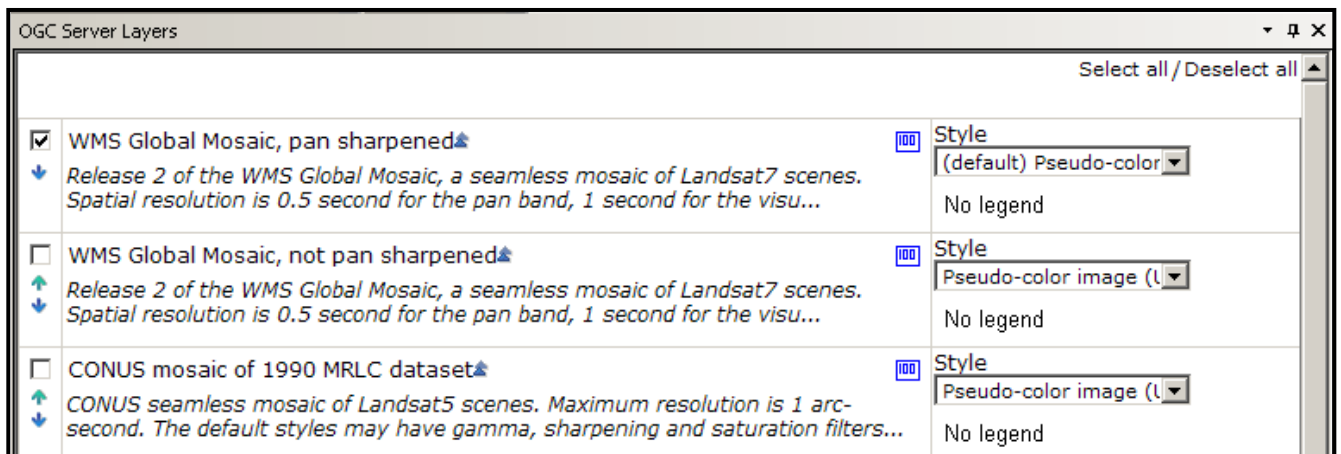 OGC Server Layers
Select all / Deselect all
WMS Global Mosaic, pan sharpened
100
Style
(default) Pseudo-color
Release 2 of the WMS Global Mosaic, a seamless mosaic of Landsat7 scenes.
Spatial resolution is 0.5 second for the pan band, 1 second for the visu...
No legend
WMS Global Mosaic, not pan sharpened
100
Style
Pseudo-color image (
Release 2 of the WMS Global Mosaic, a seamless mosaic of Landsat7 scenes.
Spatial resolution is 0.5 second for the pan band, 1 second for the visu...
No legend
CONUS mosaic of 1990 MRLC dataset
100
Style
Pseudo-color image (
CONUS seamless mosaic of Landsat5 scenes. Maximum resolution is 1 arc-
second. The default styles may have gamma, sharpening and saturation filters...
No legend